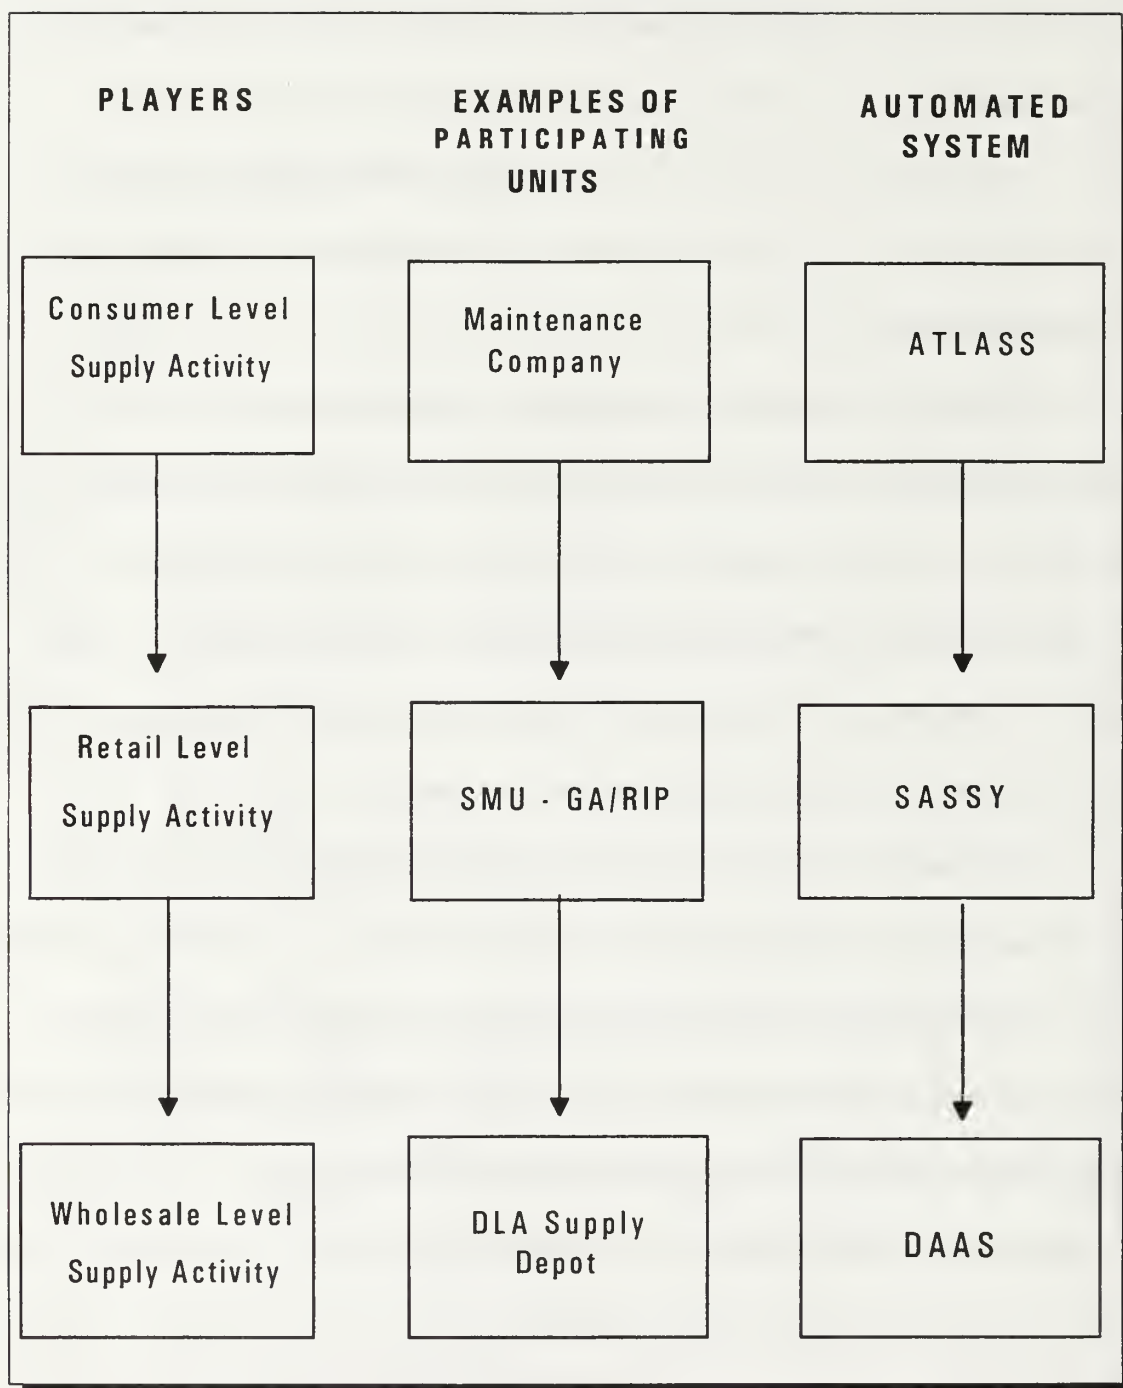 PLAYERS
EXAMPLES OF
PARTICIPATING
UNITS
AUTOMATED
SYSTEM
Consumer Level
Supply Activity
Maintenance
Company
ATLASS
Retail Level
Supply Activity
SMU - GA/RIP
SASSY
Wholesale Level
Supply Activity
DLA Supply
Depot
DAAS